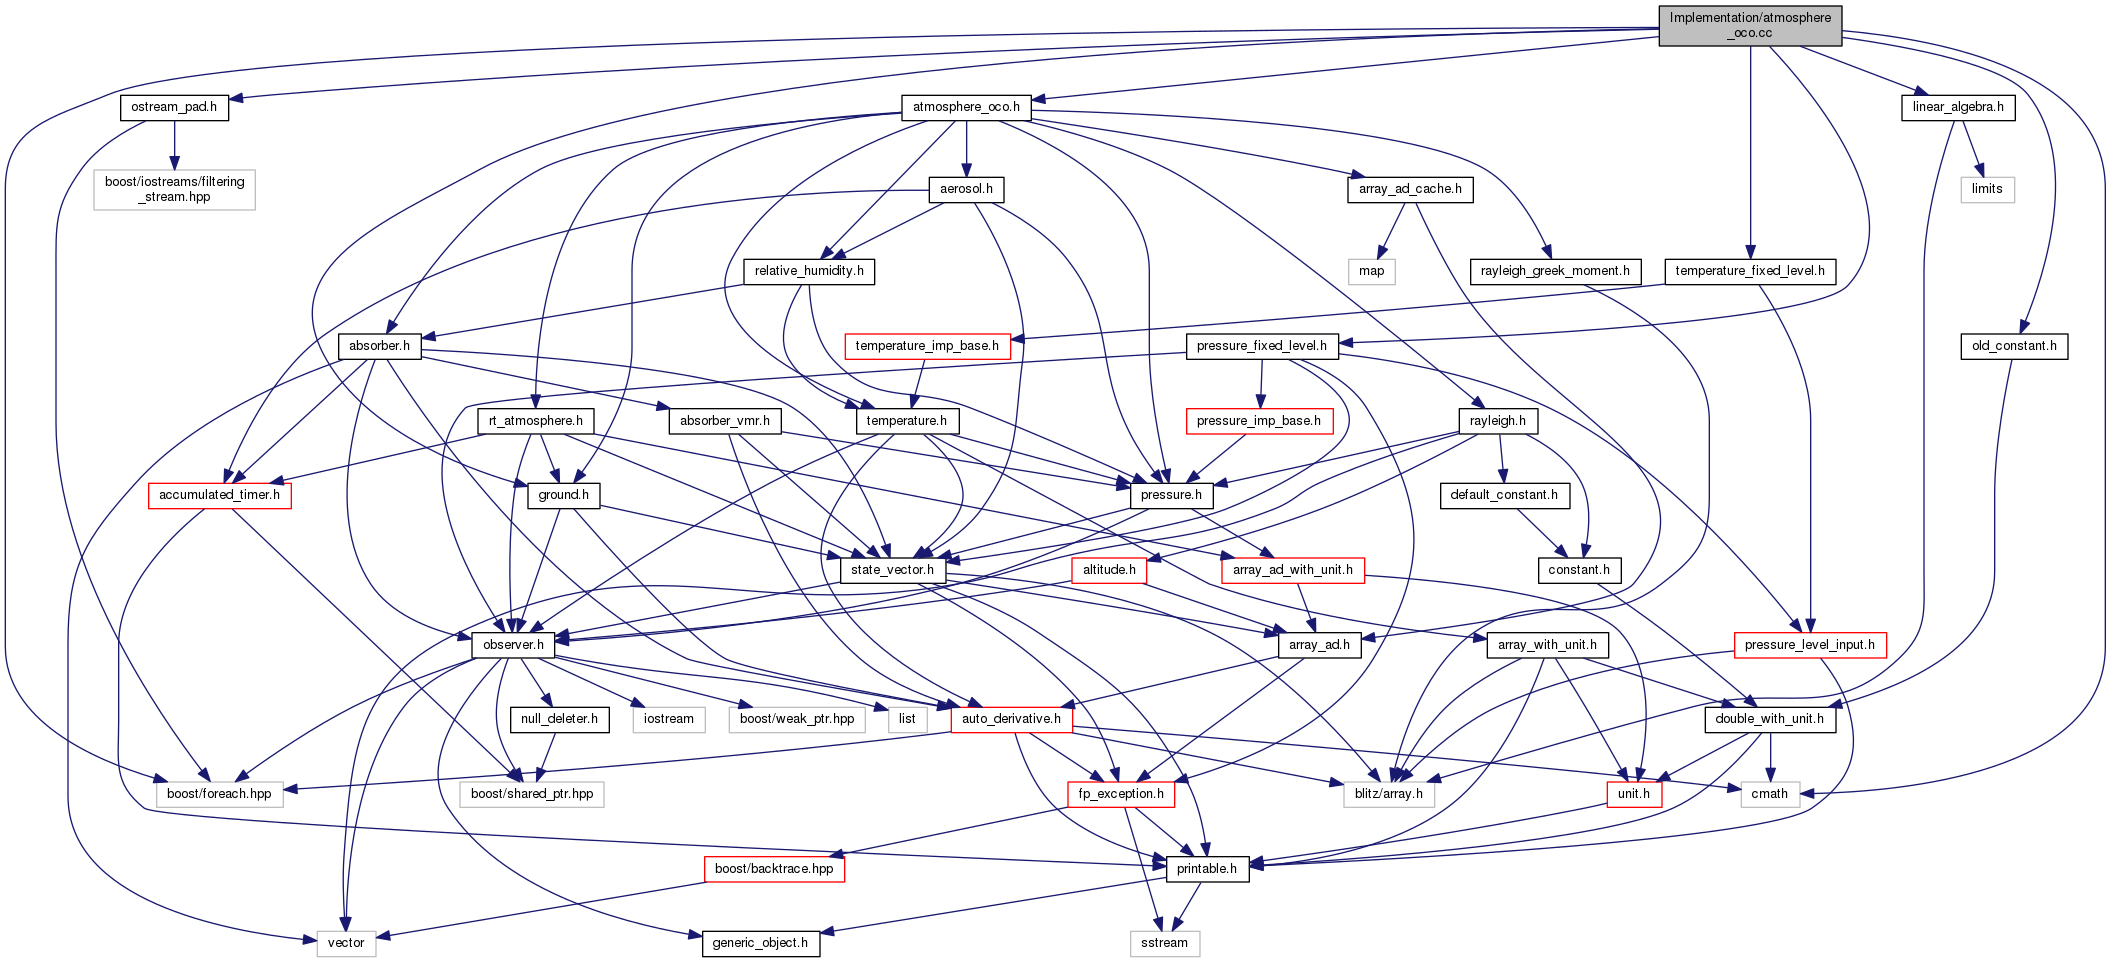 Implementation/atmosphere
_oco.cc
ostream_pad.h
atmosphere_oco.h
linear_algebra.h
boost/iostreams/filtering
_stream.hpp
aerosol.h
array_ad_cache.h
limits
relative_humidity.h
map
rayleigh_greek_moment.h
temperature_fixed_level.h
absorber.h
temperature_imp_base.h
pressure_fixed_level.h
old_constant.h
rt_atmosphere.h
absorber_vmr.h
temperature.h
pressure_imp_base.h
rayleigh.h
accumulated_timer.h
ground.h
pressure.h
default_constant.h
state_vector.h
altitude.h
array_ad_with_unit.h
constant.h
observer.h
array_ad.h
array_with_unit.h
pressure_level_input.h
null_deleter.h
iostream
boost/weak_ptr.hpp
list
auto_derivative.h
double_with_unit.h
boost/foreach.hpp
boost/shared_ptr.hpp
fp_exception.h
blitz/array.h
unit.h
cmath
boost/backtrace.hpp
printable.h
vector
generic_object.h
sstream